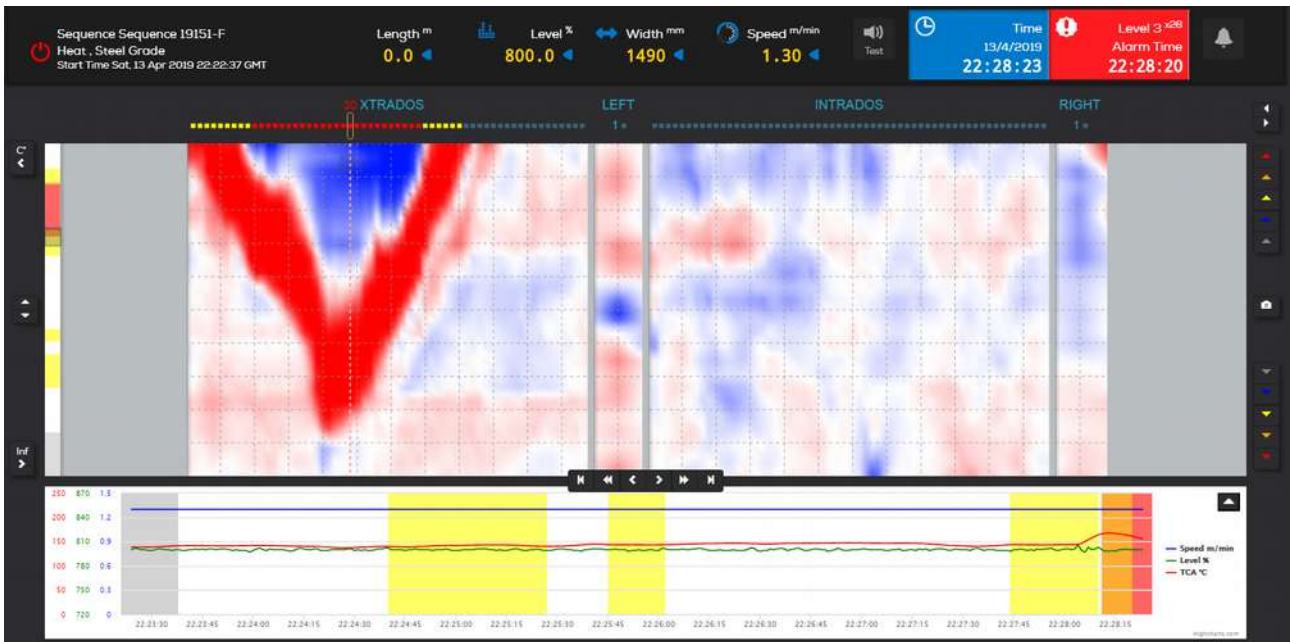 Sequence Sequence 19151-F
Heat , Steel Grade
Start Time Sat, 13 Apr 2019 22:22:37 GMT
Length m
0.0
Level %
800.0
Width mm
1490
Speed m/min
1.30
Test
Time
13/4/2019
22:28:23
Level 3 x28
Alarm Time
22:28:20
XTRADOS
LEFT
INTRADOS
RIGHT
1
1
Inf
250 870 1.5
200 840 1.2
150 810 0.9
100 780 0.6
50 750 0.3
0 720 0
22:23:30 22:23:45 22:24:00 22:24:15 22:24:30 22:24:45 22:25:00 22:25:15 22:25:30 22:25:45 22:26:00 22:26:15 22:26:30 22:26:45 22:27:00 22:27:15 22:27:30 22:27:45 22:28:00 22:28:15
Speed m/min
Level %
TCA °C
Highcharts.com